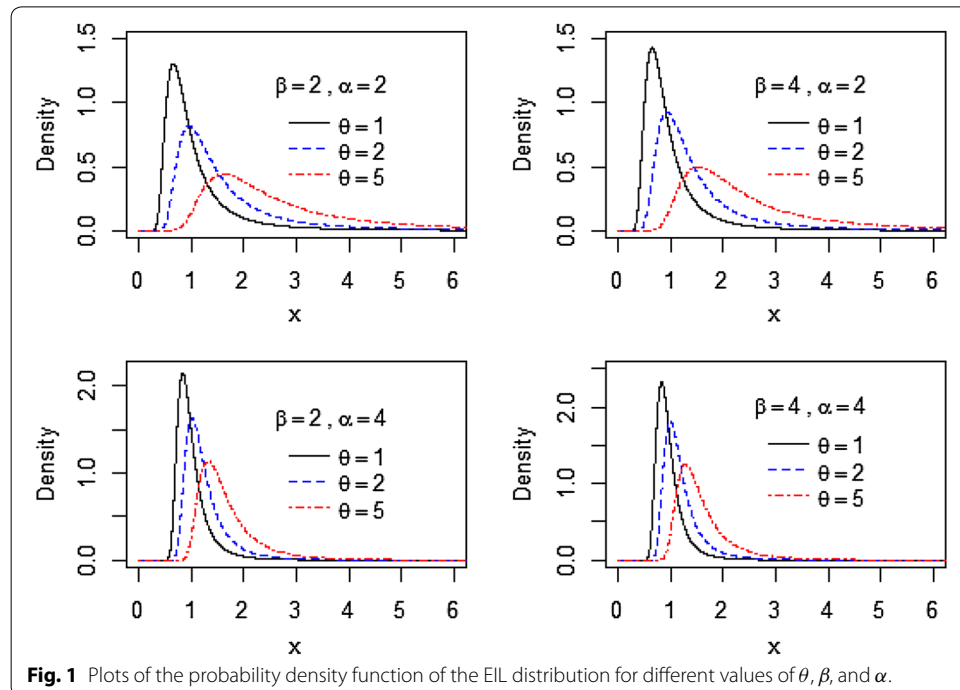 1.5
1.0
0.5
0.0
Density
β=2 , α=2
θ=1
θ=2
θ=5
0 1 2 3 4 5 6
x
1.5
1.0
0.5
0.0
Density
β=4 , α=2
θ=1
θ=2
θ=5
0 1 2 3 4 5 6
x
2.0
1.0
0.0
Density
β=2 , α=4
θ=1
θ=2
θ=5
0 1 2 3 4 5 6
x
2.0
1.0
0.0
Density
β=4 , α=4
θ=1
θ=2
θ=5
0 1 2 3 4 5 6
x
Fig. 1 Plots of the probability density function of the EIL distribution for different values of θ, β, and α.